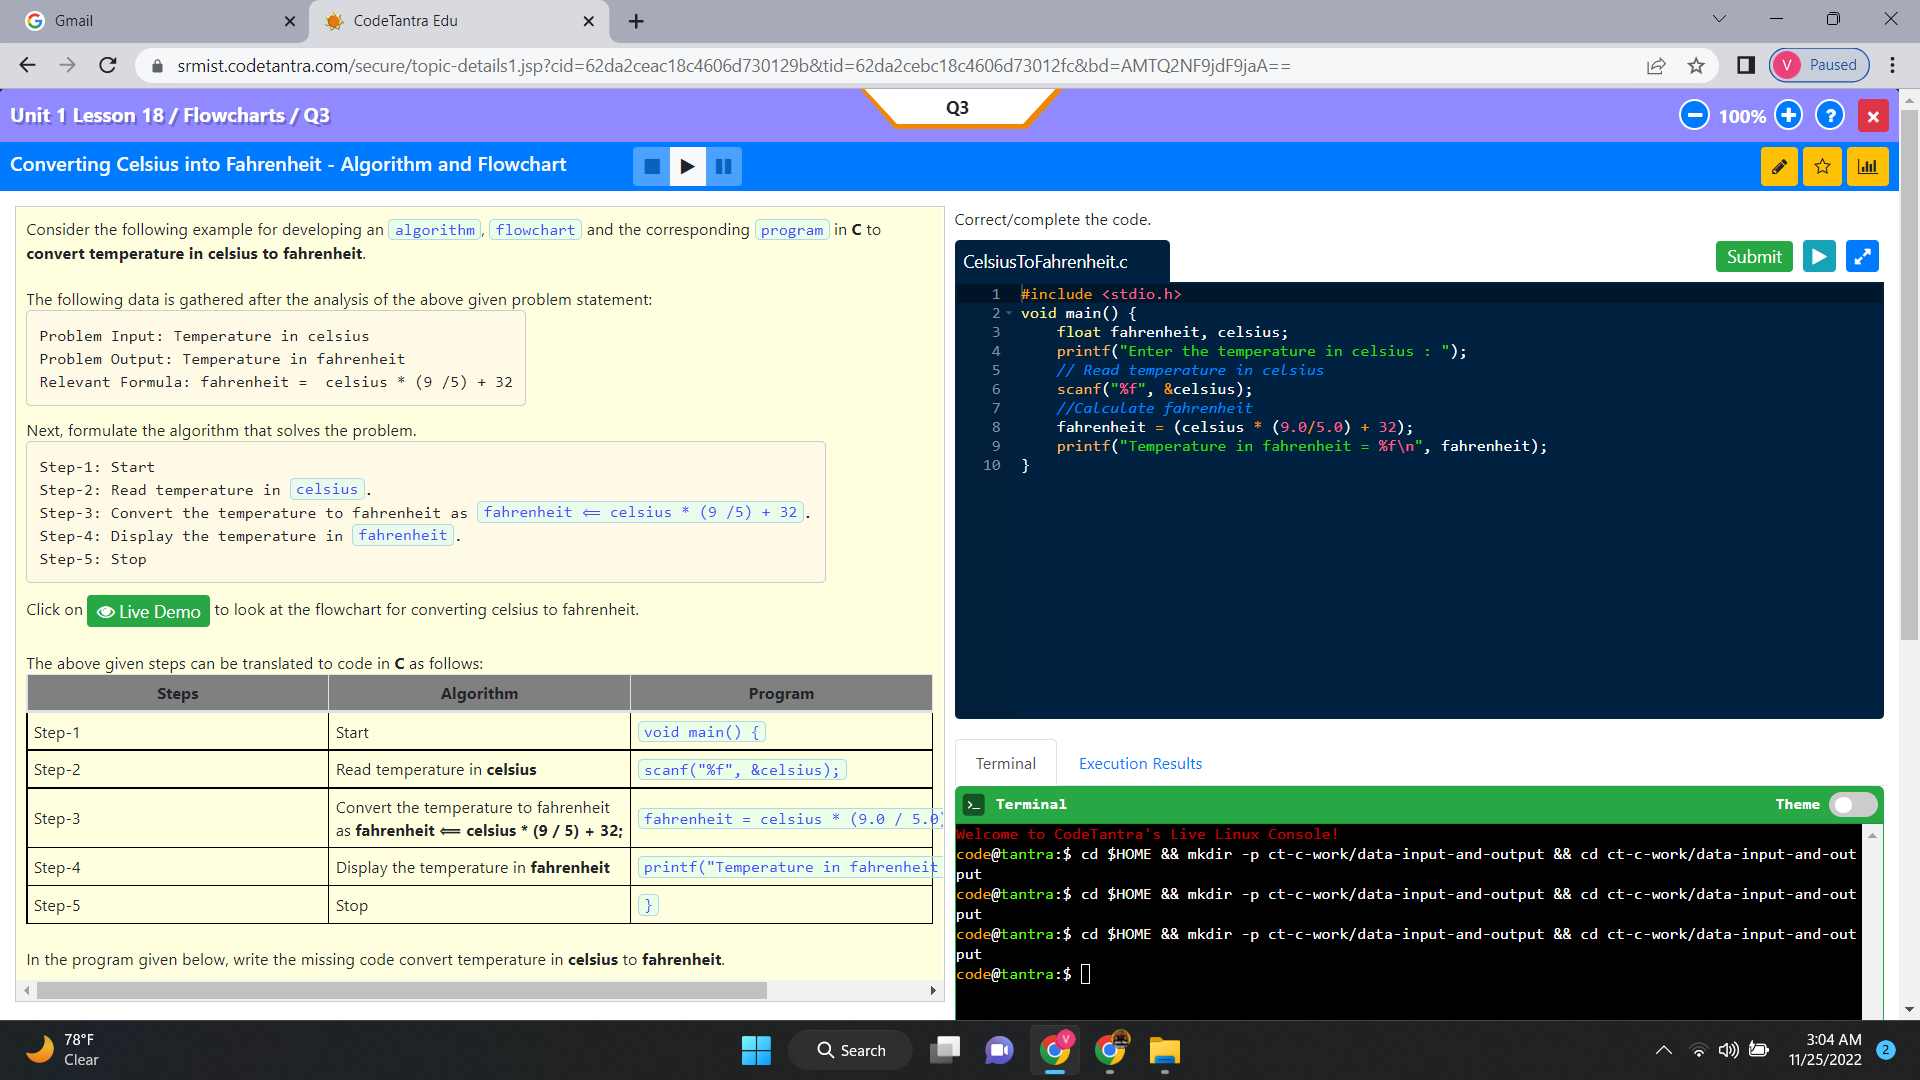 Gmail
CodeTantra Edu
srmist.codetantra.com/secure/topic-details1.jsp?cid=62da2ceac18c4606d730129b&tid=62da2cebc18c4606d73012fc&bd=AMTQ2NF9jdF9jaA==
V Paused
Unit 1 Lesson 18 / Flowcharts / Q3
Q3
100%
?
Converting Celsius into Fahrenheit - Algorithm and Flowchart
Consider the following example for developing an algorithm, flowchart and the corresponding program in C to
convert temperature in celsius to fahrenheit.
The following data is gathered after the analysis of the above given problem statement:
Problem Input: Temperature in celsius
Problem Output: Temperature in fahrenheit
Relevant Formula: fahrenheit =  celsius * (9 /5) + 32
Next, formulate the algorithm that solves the problem.
Step-1: Start
Step-2: Read temperature in celsius.
Step-3: Convert the temperature to fahrenheit as fahrenheit ⟸ celsius * (9 /5) + 32.
Step-4: Display the temperature in fahrenheit.
Step-5: Stop
Click on Live Demo to look at the flowchart for converting celsius to fahrenheit.
The above given steps can be translated to code in C as follows:
Steps Algorithm Program
Step-1 Start void main() {
Step-2 Read temperature in celsius scanf("%f", &celsius);
Step-3 Convert the temperature to fahrenheit
as fahrenheit ⟸ celsius * (9 / 5) + 32; fahrenheit = celsius * (9.0 / 5.0)
Step-4 Display the temperature in fahrenheit printf("Temperature in fahrenheit
Step-5 Stop }
In the program given below, write the missing code convert temperature in celsius to fahrenheit.
Correct/complete the code.
CelsiusToFahrenheit.c
Submit
1 #include <stdio.h>
2 void main() {
3 float fahrenheit, celsius;
4 printf("Enter the temperature in celsius : ");
5 // Read temperature in celsius
6 scanf("%f", &celsius);
7 //Calculate fahrenheit
8 fahrenheit = (celsius * (9.0/5.0) + 32);
9 printf("Temperature in fahrenheit = %f\n", fahrenheit);
10 }
Terminal Execution Results
>_ Terminal Theme
Welcome to CodeTantra's Live Linux Console!
code@tantra:$ cd $HOME && mkdir -p ct-c-work/data-input-and-output && cd ct-c-work/data-input-and-out
put
code@tantra:$ cd $HOME && mkdir -p ct-c-work/data-input-and-output && cd ct-c-work/data-input-and-out
put
code@tantra:$ cd $HOME && mkdir -p ct-c-work/data-input-and-output && cd ct-c-work/data-input-and-out
put
code@tantra:$
78°F
Clear
Search
V
3:04 AM
11/25/2022
2